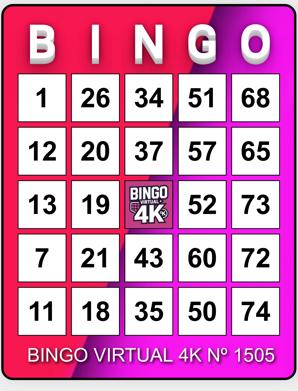 B I N G O
1 26 34 51 68
12 20 37 57 65
13 19 BINGO VIRTUAL 4K 52 73
7 21 43 60 72
11 18 35 50 74
BINGO VIRTUAL 4K Nº 1505